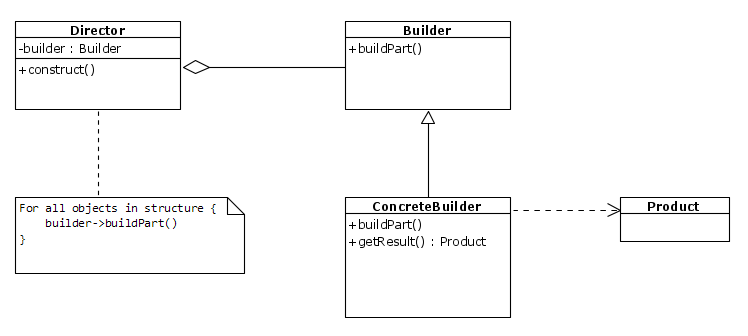 Director
-builder : Builder
+construct()
Builder
+buildPart()
For all objects in structure {
builder->buildPart()
}
ConcreteBuilder
+buildPart()
+getResult() : Product
Product